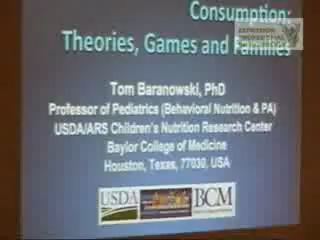 Consumption:
Theories, Games and Families
Tom Baranowski, PhD
Professor of Pediatrics (Behavioral Nutrition & PA)
USDA/ARS Children's Nutrition Research Center
Baylor College of Medicine
Houston, Texas, 77030, USA
USDA
BCM